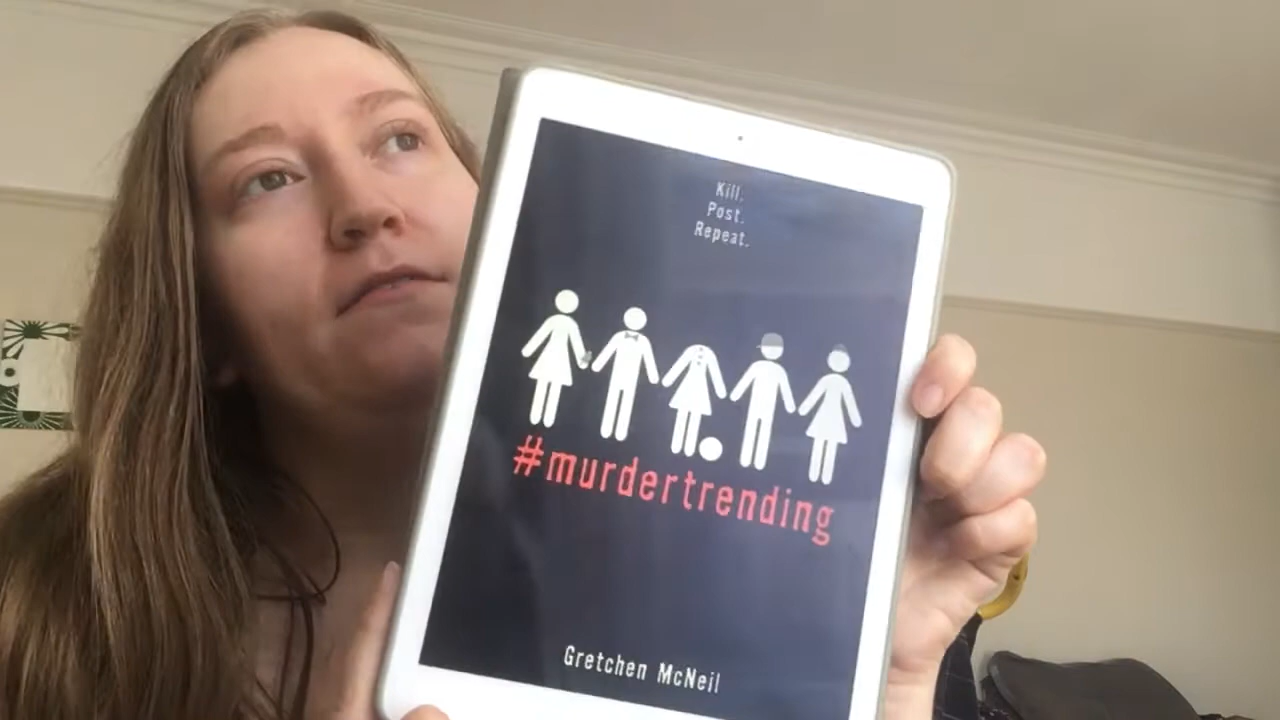 Kill.
Post.
Repeat.
#murdertrending
Gretchen McNeil